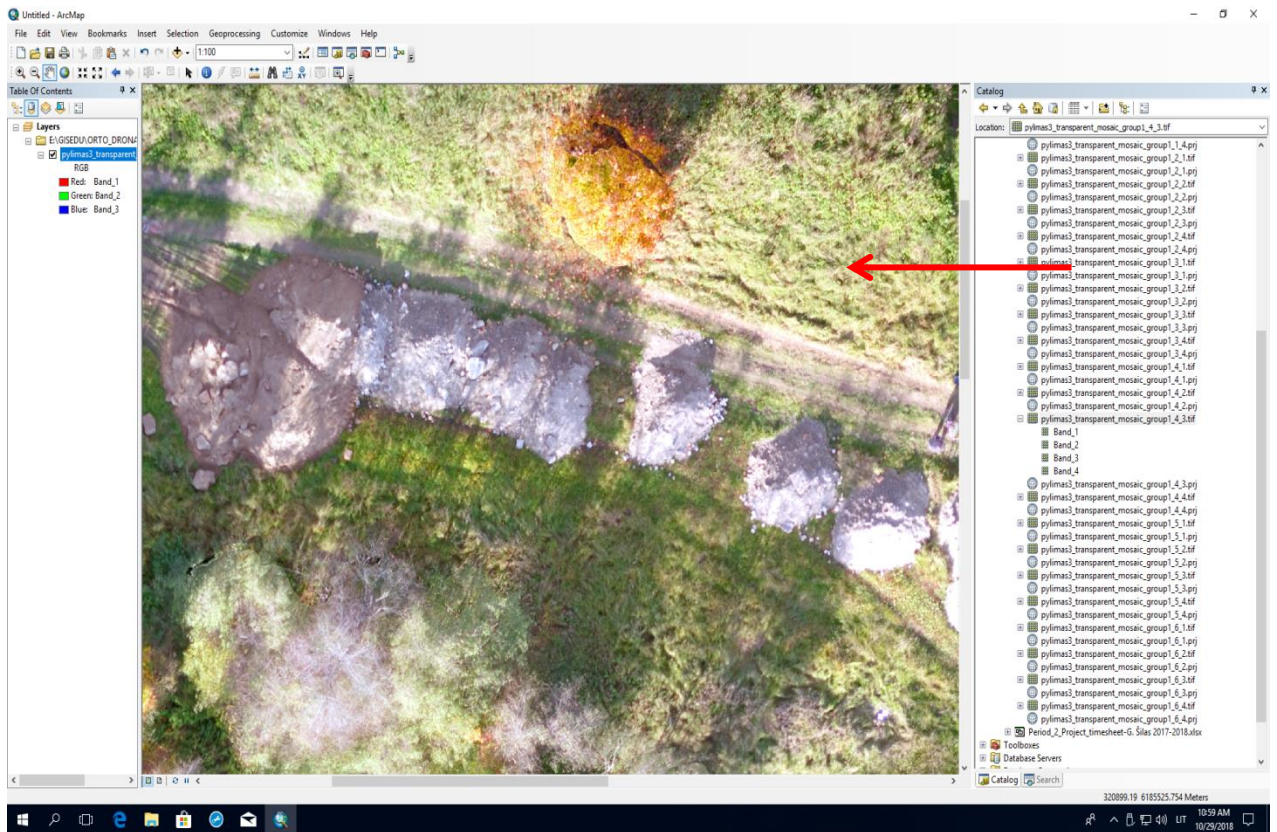 Untitled - ArcMap
File Edit View Bookmarks Insert Selection Geoprocessing Customize Windows Help
1:100
Table Of Contents
Layers
E:\GISEDU\ORTO_DRONA
pylimas3_transparent
RGB
Red: Band_1
Green: Band_2
Blue: Band_3
Catalog
Location: pylimas3_transparent_mosaic_group1_4_3.tif
pylimas3_transparent_mosaic_group1_1_4.prj
pylimas3_transparent_mosaic_group1_2_1.tif
pylimas3_transparent_mosaic_group1_2_1.prj
pylimas3_transparent_mosaic_group1_2_2.tif
pylimas3_transparent_mosaic_group1_2_2.prj
pylimas3_transparent_mosaic_group1_2_3.tif
pylimas3_transparent_mosaic_group1_2_3.prj
pylimas3_transparent_mosaic_group1_2_4.tif
pylimas3_transparent_mosaic_group1_2_4.prj
pylimas3_transparent_mosaic_group1_3_1.tif
pylimas3_transparent_mosaic_group1_3_1.prj
pylimas3_transparent_mosaic_group1_3_2.tif
pylimas3_transparent_mosaic_group1_3_2.prj
pylimas3_transparent_mosaic_group1_3_3.tif
pylimas3_transparent_mosaic_group1_3_3.prj
pylimas3_transparent_mosaic_group1_3_4.tif
pylimas3_transparent_mosaic_group1_3_4.prj
pylimas3_transparent_mosaic_group1_4_1.tif
pylimas3_transparent_mosaic_group1_4_1.prj
pylimas3_transparent_mosaic_group1_4_2.tif
pylimas3_transparent_mosaic_group1_4_2.prj
pylimas3_transparent_mosaic_group1_4_3.tif
Band_1
Band_2
Band_3
Band_4
pylimas3_transparent_mosaic_group1_4_3.prj
pylimas3_transparent_mosaic_group1_4_4.tif
pylimas3_transparent_mosaic_group1_4_4.prj
pylimas3_transparent_mosaic_group1_5_1.tif
pylimas3_transparent_mosaic_group1_5_1.prj
pylimas3_transparent_mosaic_group1_5_2.tif
pylimas3_transparent_mosaic_group1_5_2.prj
pylimas3_transparent_mosaic_group1_5_3.tif
pylimas3_transparent_mosaic_group1_5_3.prj
pylimas3_transparent_mosaic_group1_5_4.tif
pylimas3_transparent_mosaic_group1_5_4.prj
pylimas3_transparent_mosaic_group1_6_1.tif
pylimas3_transparent_mosaic_group1_6_1.prj
pylimas3_transparent_mosaic_group1_6_2.tif
pylimas3_transparent_mosaic_group1_6_2.prj
pylimas3_transparent_mosaic_group1_6_3.tif
pylimas3_transparent_mosaic_group1_6_3.prj
pylimas3_transparent_mosaic_group1_6_4.tif
pylimas3_transparent_mosaic_group1_6_4.prj
Period_2_Project_timesheet-G. Šilas 2017-2018.xlsx
Toolboxes
Database Servers
Catalog Search
320899.19 6185525.754 Meters
LIT
10:59 AM
10/29/2018